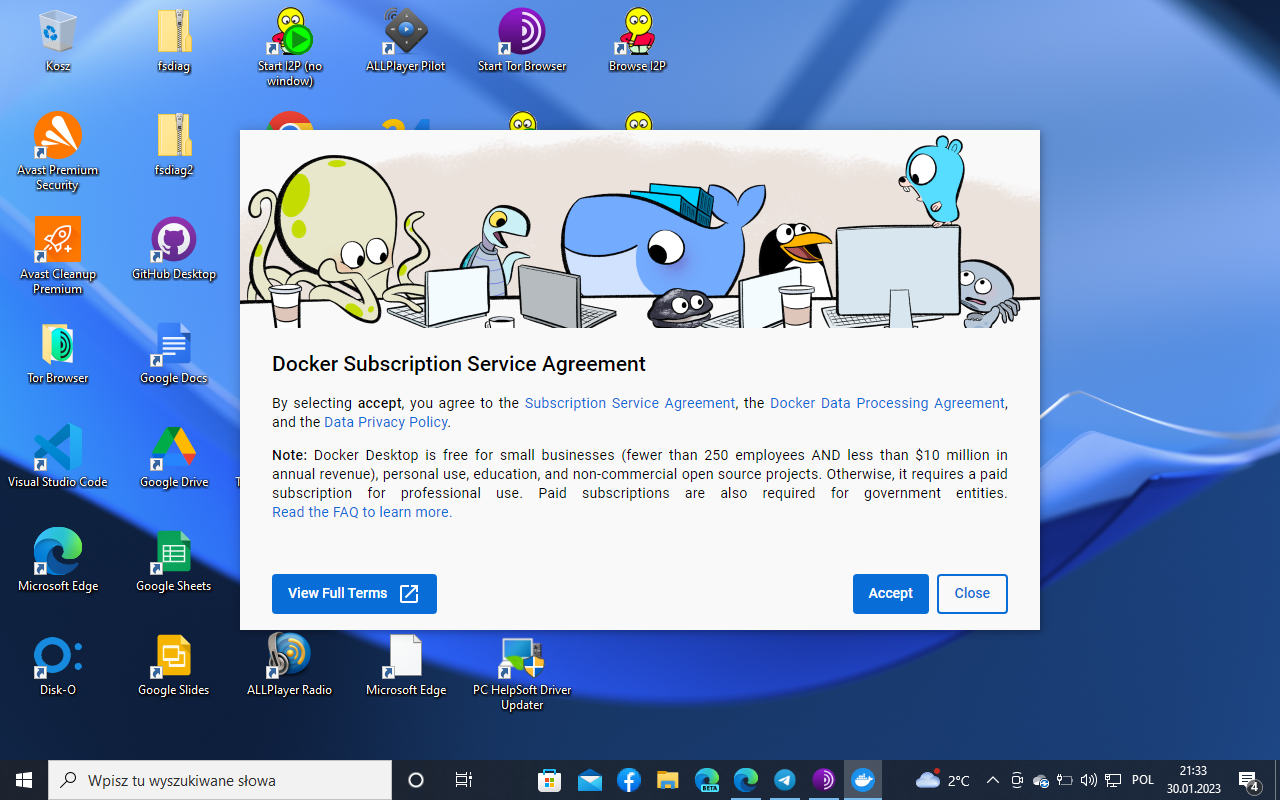 Kosz
fsdiag
Start I2P (no
window)
ALLPlayer Pilot
Start Tor Browser
Browse I2P
Avast Premium
Security
fsdiag2
Avast Cleanup
Premium
GitHub Desktop
Tor Browser
Google Docs
Visual Studio Code
Google Drive
Microsoft Edge
Google Sheets
Disk-O
Google Slides
ALLPlayer Radio
Microsoft Edge
PC HelpSoft Driver
Updater
Docker Subscription Service Agreement
By selecting accept, you agree to the Subscription Service Agreement, the Docker Data Processing Agreement,
and the Data Privacy Policy.
Note: Docker Desktop is free for small businesses (fewer than 250 employees AND less than $10 million in
annual revenue), personal use, education, and non-commercial open source projects. Otherwise, it requires a paid
subscription for professional use. Paid subscriptions are also required for government entities.
Read the FAQ to learn more.
View Full Terms
Accept
Close
Wpisz tu wyszukiwane słowa
BETA
2°C
POL
21:33
30.01.2023
4